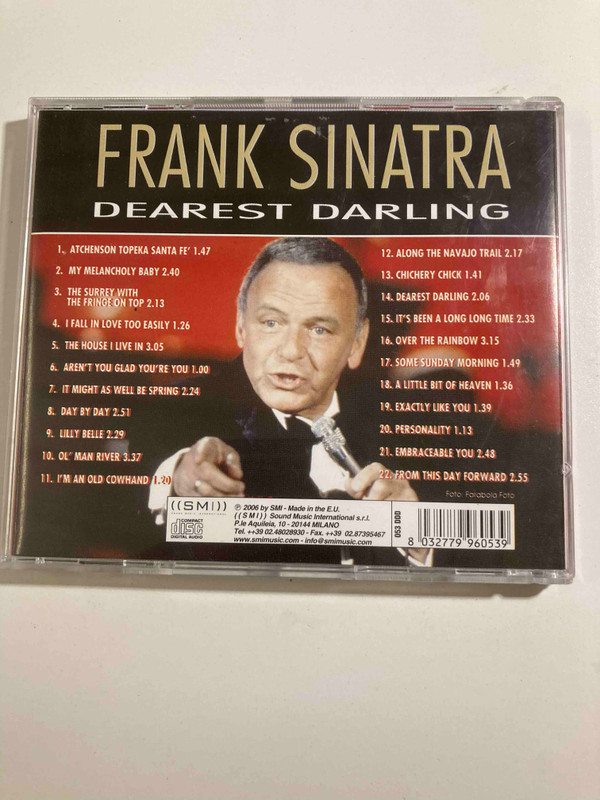 FRANK SINATRA
DEAREST DARLING
1. ATCHENSON TOPEKA SANTA FE' 1.47
2. MY MELANCHOLY BABY 2.40
3. THE SURREY WITH
THE FRINGE ON TOP 2.13
4. I FALL IN LOVE TOO EASILY 1.26
5. THE HOUSE I LIVE IN 3.05
6. AREN'T YOU GLAD YOU'RE YOU 1.00
7. IT MIGHT AS WELL BE SPRING 2.24
8. DAY BY DAY 2.51
9. LILLY BELLE 2.29
10. OL' MAN RIVER 3.37
11. I'M AN OLD COWHAND 1.20
12. ALONG THE NAVAJO TRAIL 2.17
13. CHICHERY CHICK 1.41
14. DEAREST DARLING 2.06
15. IT'S BEEN A LONG LONG TIME 2.33
16. OVER THE RAINBOW 3.15
17. SOME SUNDAY MORNING 1.49
18. A LITTLE BIT OF HEAVEN 1.36
19. EXACTLY LIKE YOU 1.39
20. PERSONALITY 1.13
21. EMBRACEABLE YOU 2.48
22. FROM THIS DAY FORWARD 2.55
Foto Farabola Foto
((SMI))
SOUND MUSIC INTERNATIONAL
COMPACT
disc
DIGITAL AUDIO
℗ 2006 by SMI - Made in the E.U.
((SMI)) Sound Music International s.r.l.
P.le Aquileia, 10 - 20144 MILANO
Tel. ++39 02.48028930 - Fax. ++39 02.87395467
www.smimusic.com - info@smimusic.com
053 DDD
8 032779 960539